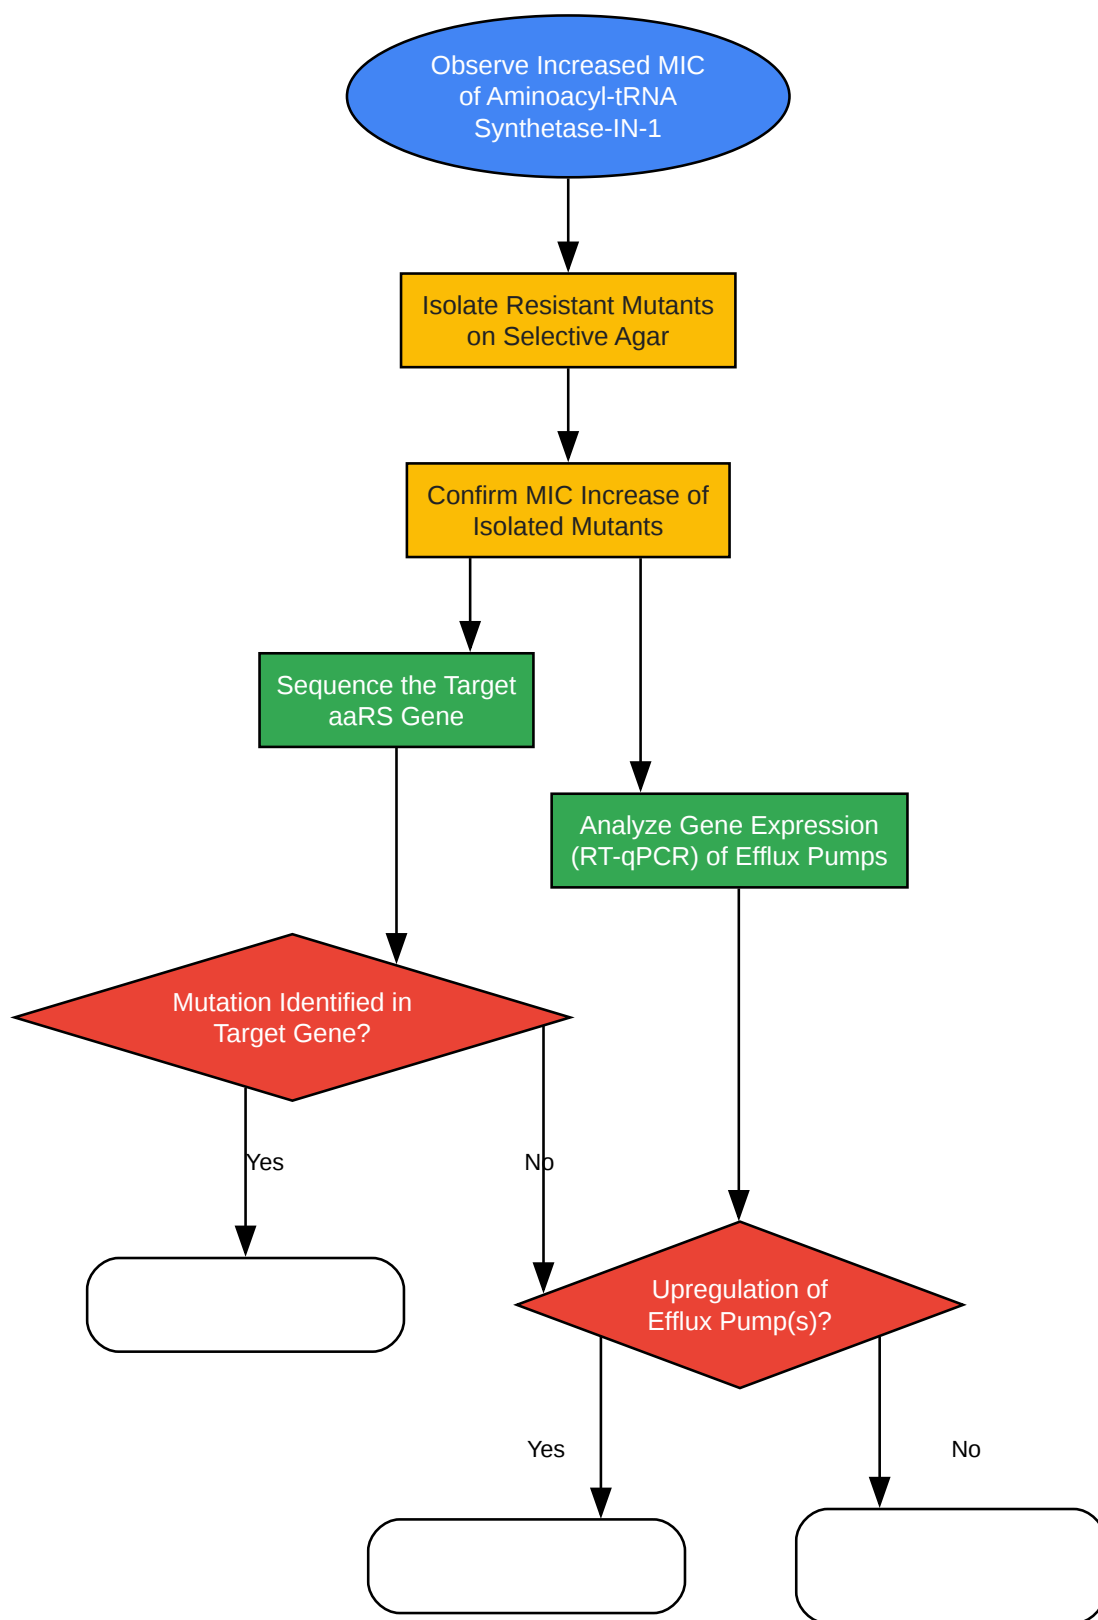 Observe Increased MIC
of Aminoacyl-tRNA
Synthetase-IN-1
Isolate Resistant Mutants
on Selective Agar
Confirm MIC Increase of
Isolated Mutants
Sequence the Target
aaRS Gene
Analyze Gene Expression
(RT-qPCR) of Efflux Pumps
Mutation Identified in
Target Gene?
Yes
No
Upregulation of
Efflux Pump(s)?
Yes
No